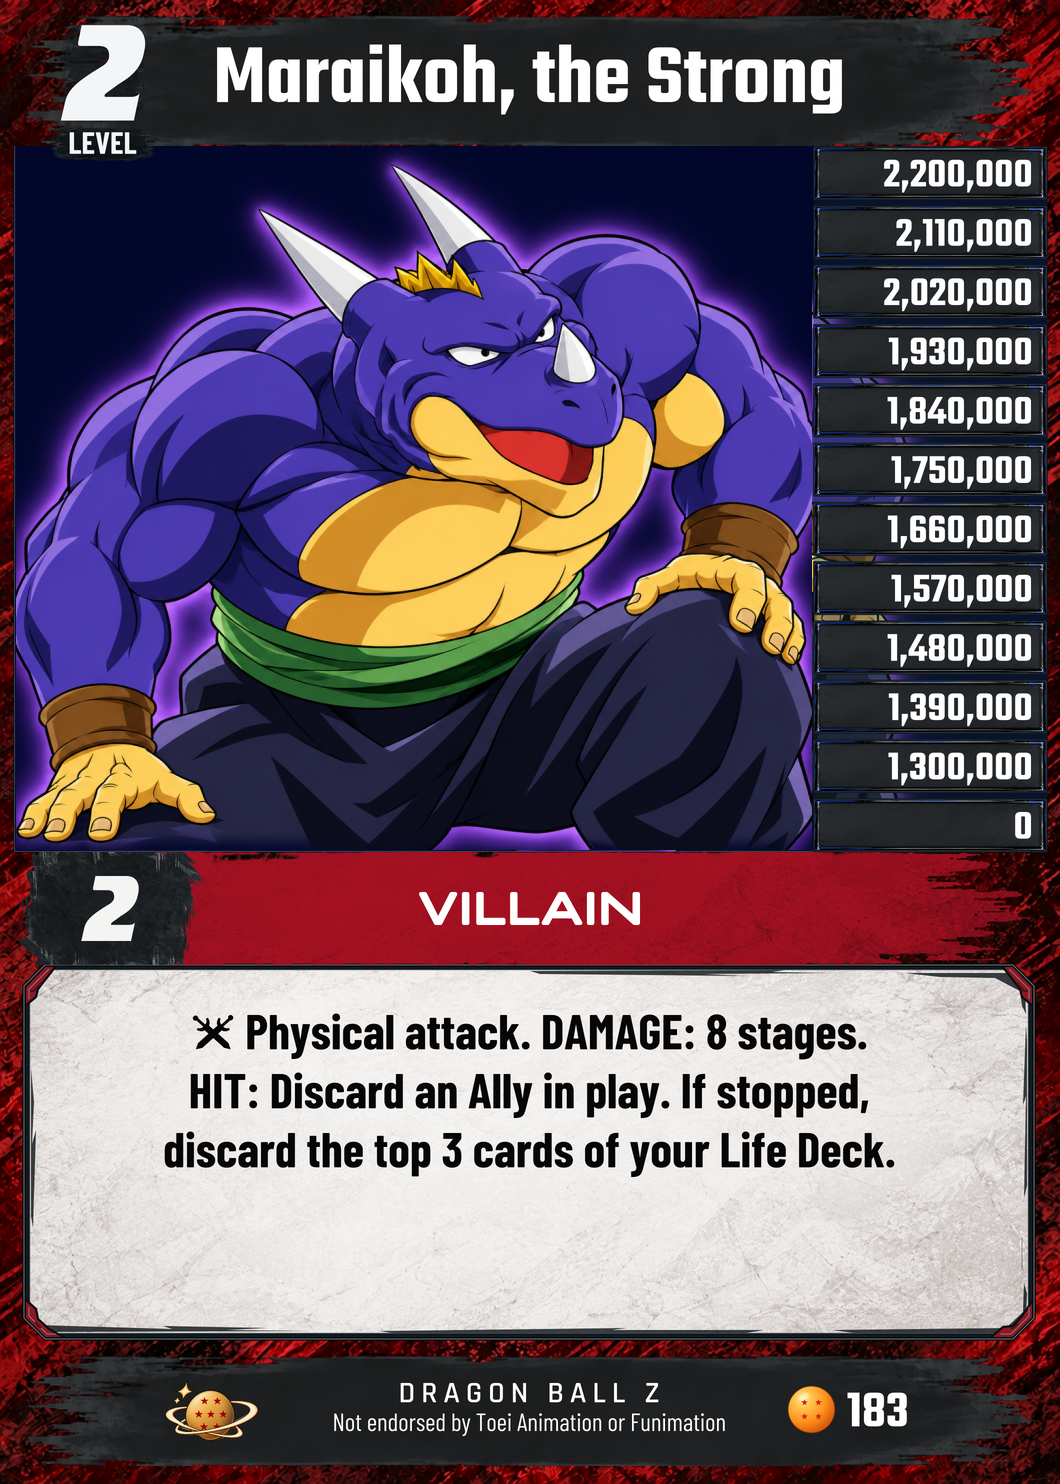 2
LEVEL
Maraikoh, the Strong
2,200,000
2,110,000
2,020,000
1,930,000
1,840,000
1,750,000
1,660,000
1,570,000
1,480,000
1,390,000
1,300,000
0
2
VILLAIN
Physical attack. DAMAGE: 8 stages.
HIT: Discard an Ally in play. If stopped,
discard the top 3 cards of your Life Deck.
DRAGON BALL Z
Not endorsed by Toei Animation or Funimation
183